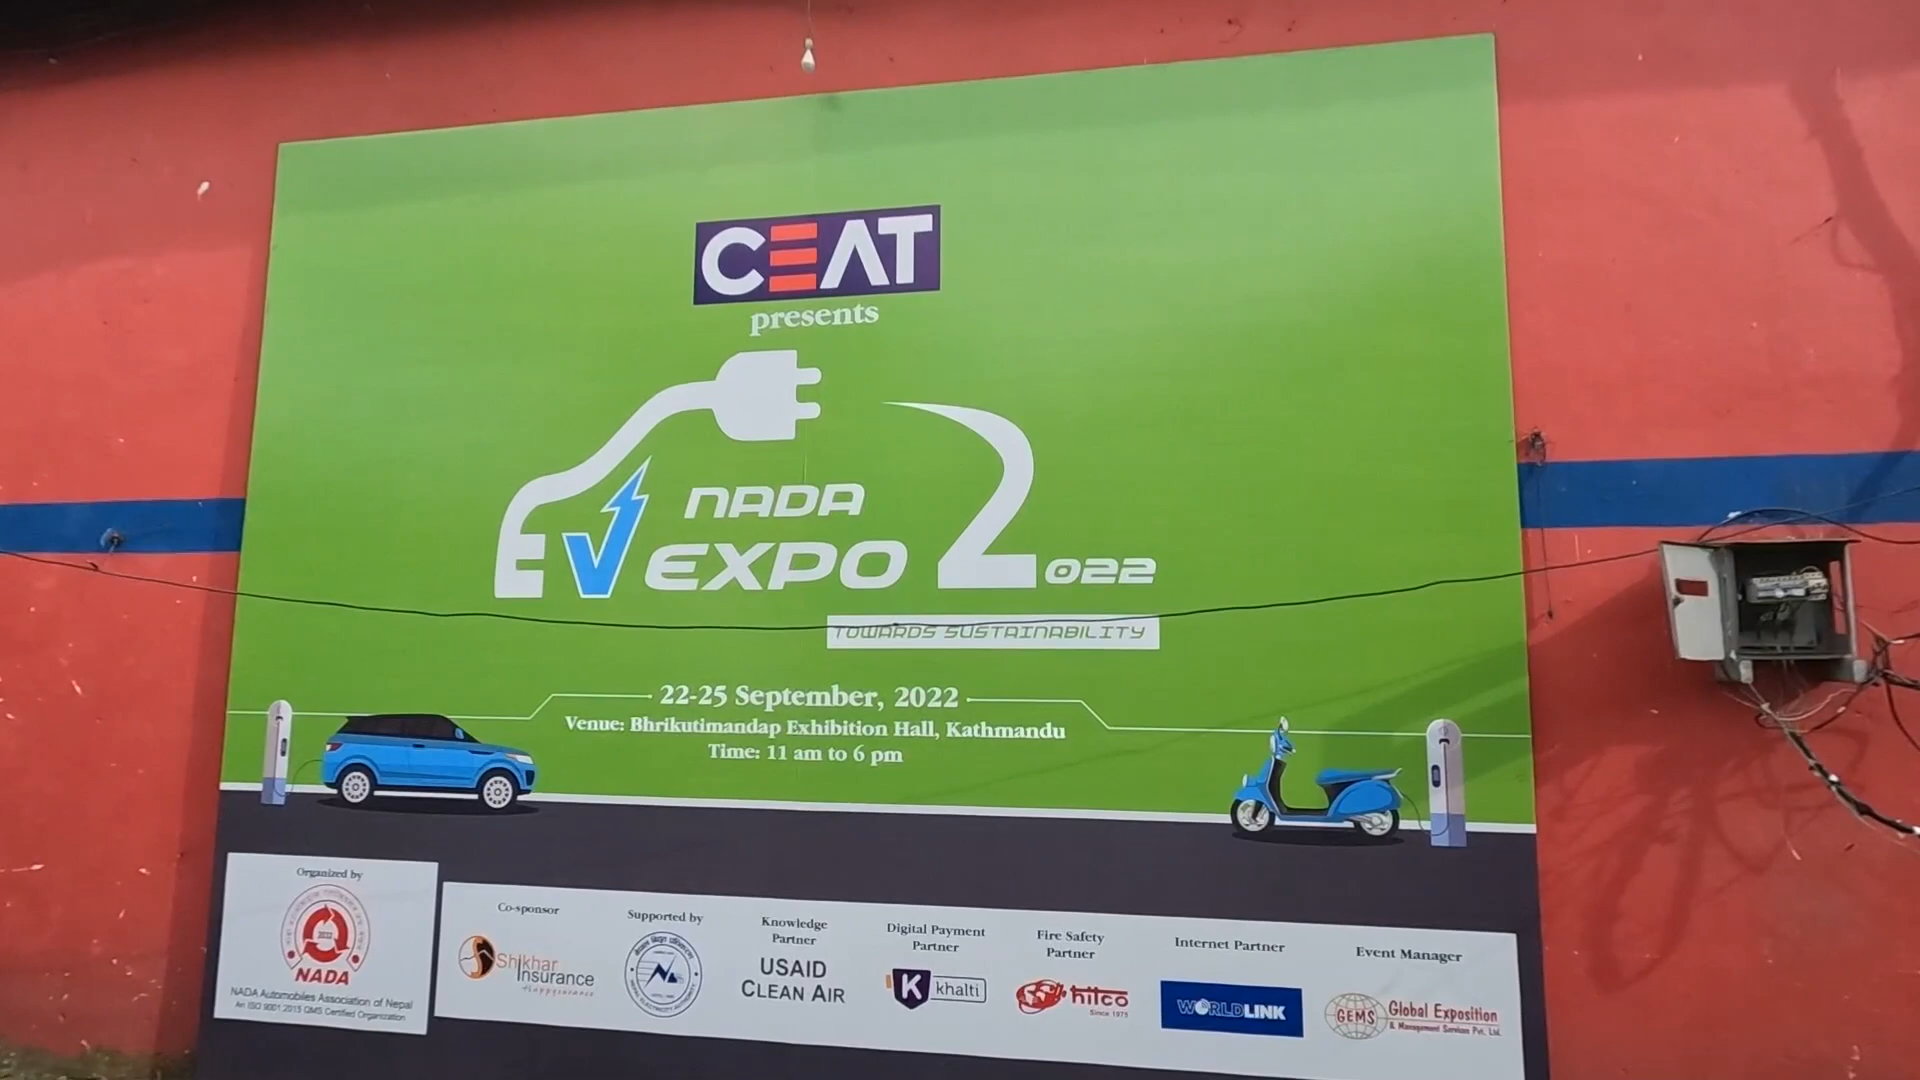 CEAT
presents
EV NADA
EXPO 2022
TOWARDS SUSTAINABILITY
22-25 September, 2022
Venue: Bhrikutimandap Exhibition Hall, Kathmandu
Time: 11 am to 6 pm
Organized by
NADA
NADA Automobiles Association of Nepal
An ISO 9001:2015 QMS Certified Organization
Co-sponsor
Shikhar
Insurance
Supported by
NEPAL ELECTRICITY AUTHORITY
Knowledge
Partner
USAID
CLEAN AIR
Digital Payment
Partner
K khalti
Fire Safety
Partner
hilco
Since 1975
Internet Partner
WORLDLINK
Event Manager
GEMS
Global Exposition
& Management Services Pvt. Ltd.